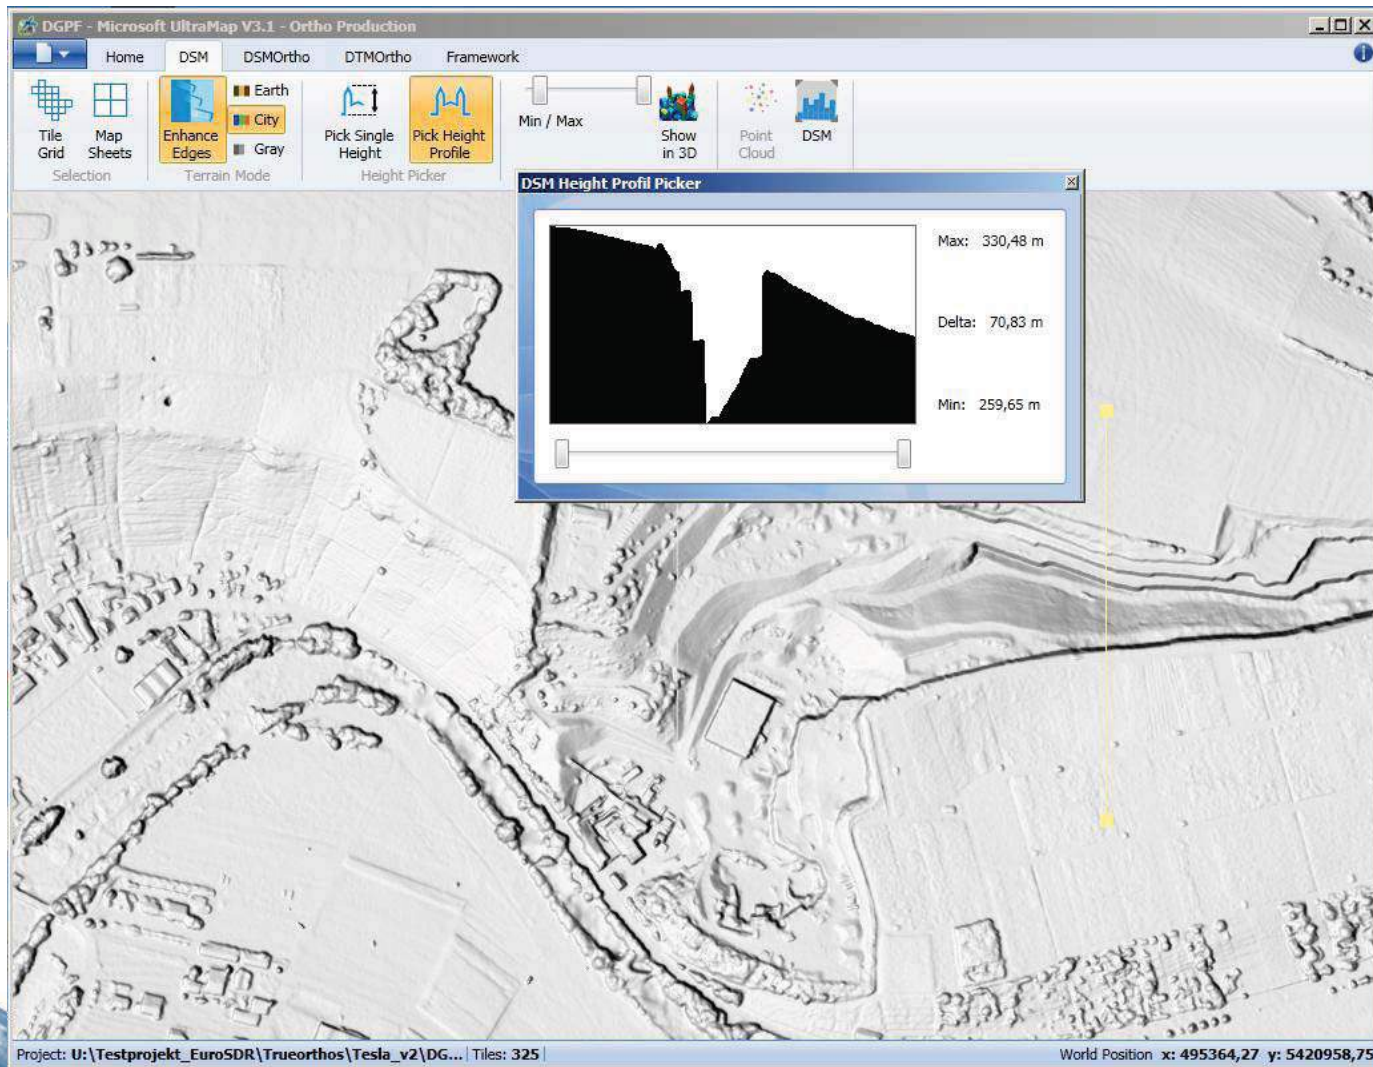 DGPF - Microsoft UltraMap V3.1 - Ortho Production
Home DSM DSMOrtho DTMOrtho Framework
Tile Grid
Map Sheets
Selection
Enhance Edges
Earth
City
Gray
Terrain Mode
Pick Single Height
Pick Height Profile
Height Picker
Min / Max
Show in 3D
Point Cloud
DSM
DSM Height Profil Picker
Max: 330,48 m
Delta: 70,83 m
Min: 259,65 m
Project: U:\Testprojekt_EuroSDR\Trueorthos\Tesla_v2\DG... Tiles: 325 World Position x: 495364,27 y: 5420958,75